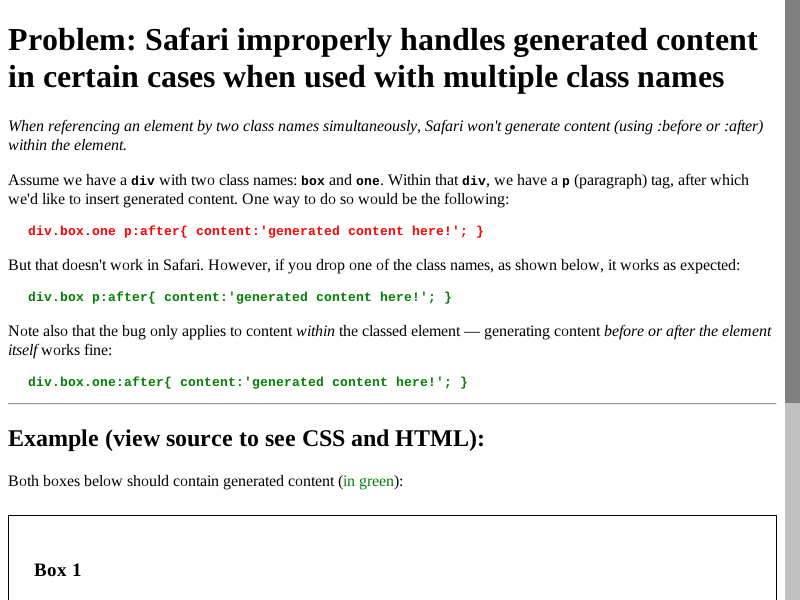 Problem: Safari improperly handles generated content
in certain cases when used with multiple class names
When referencing an element by two class names simultaneously, Safari won't generate content (using :before or :after)
within the element.
Assume we have a div with two class names: box and one. Within that div, we have a p (paragraph) tag, after which
we'd like to insert generated content. One way to do so would be the following:
div.box.one p:after{ content:'generated content here!'; }
But that doesn't work in Safari. However, if you drop one of the class names, as shown below, it works as expected:
div.box p:after{ content:'generated content here!'; }
Note also that the bug only applies to content within the classed element — generating content before or after the element
itself works fine:
div.box.one:after{ content:'generated content here!'; }
Example (view source to see CSS and HTML):
Both boxes below should contain generated content (in green):
Box 1